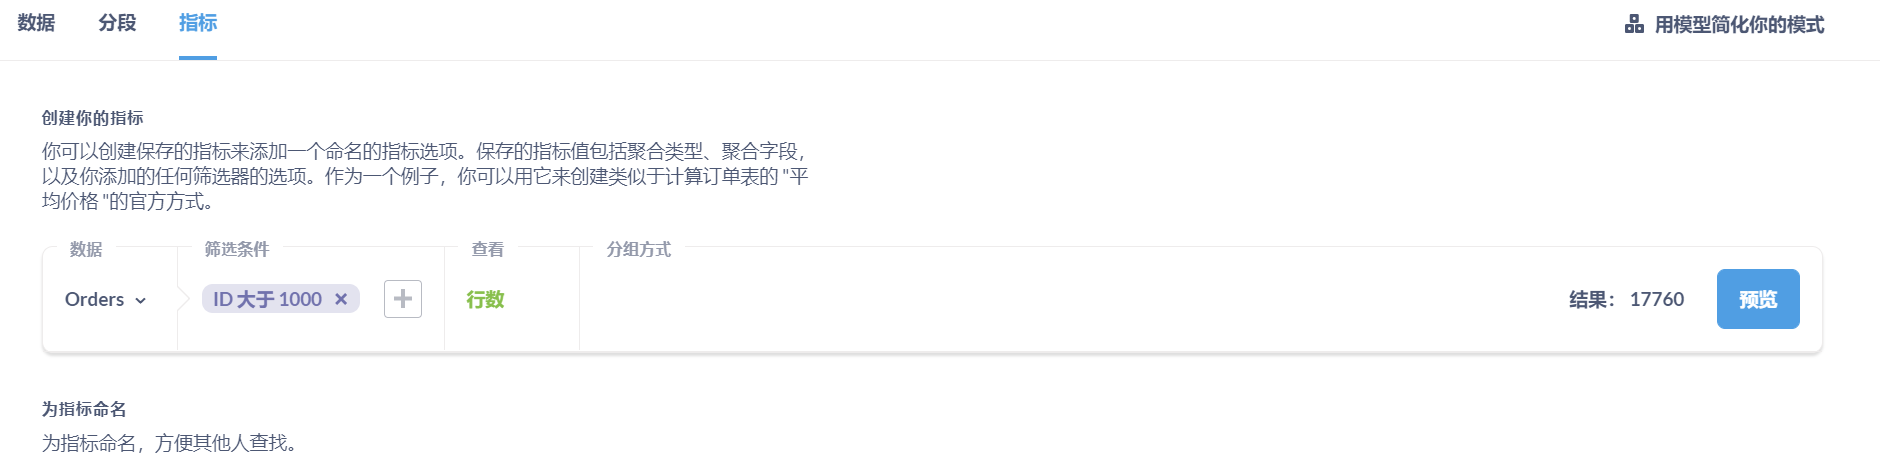 数据 分段 指标 用模型简化你的模式
创建你的指标
你可以创建保存的指标来添加一个命名的指标选项。保存的指标值包括聚合类型、聚合字段，
以及你添加的任何筛选器的选项。作为一个例子，你可以用它来创建类似于计算订单表的 "平
均价格 "的官方方式。
数据 筛选条件 查看 分组方式
Orders ID 大于 1000 行数 结果： 17760 预览
为指标命名
为指标命名，方便其他人查找。